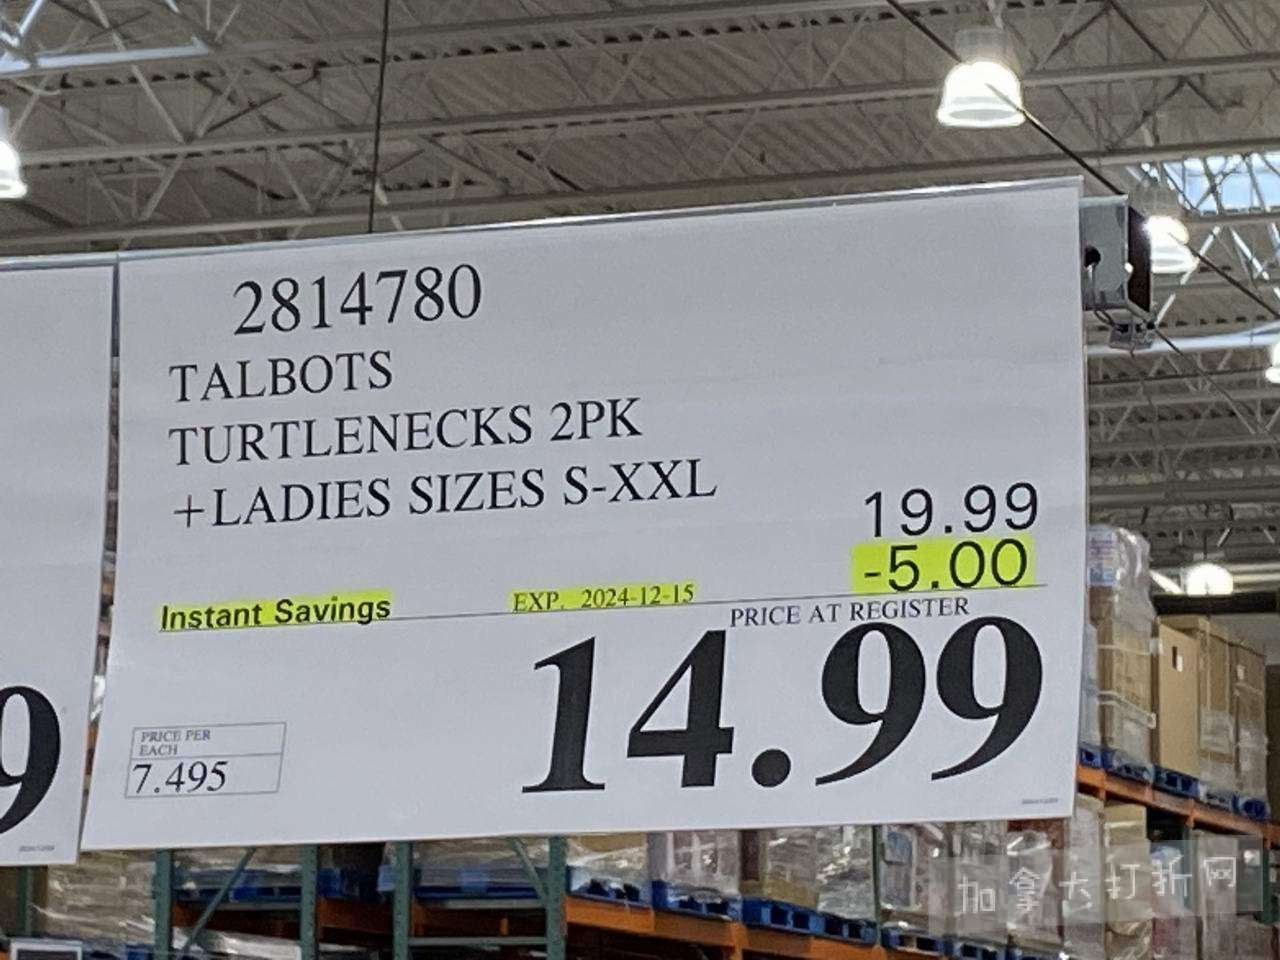 2814780
TALBOTS
TURTLENECKS 2PK
+LADIES SIZES S-XXL
19.99
-5.00
Instant Savings EXP. 2024-12-15
PRICE AT REGISTER
14.99
PRICE PER
EACH
7.495
9
加拿大打折网